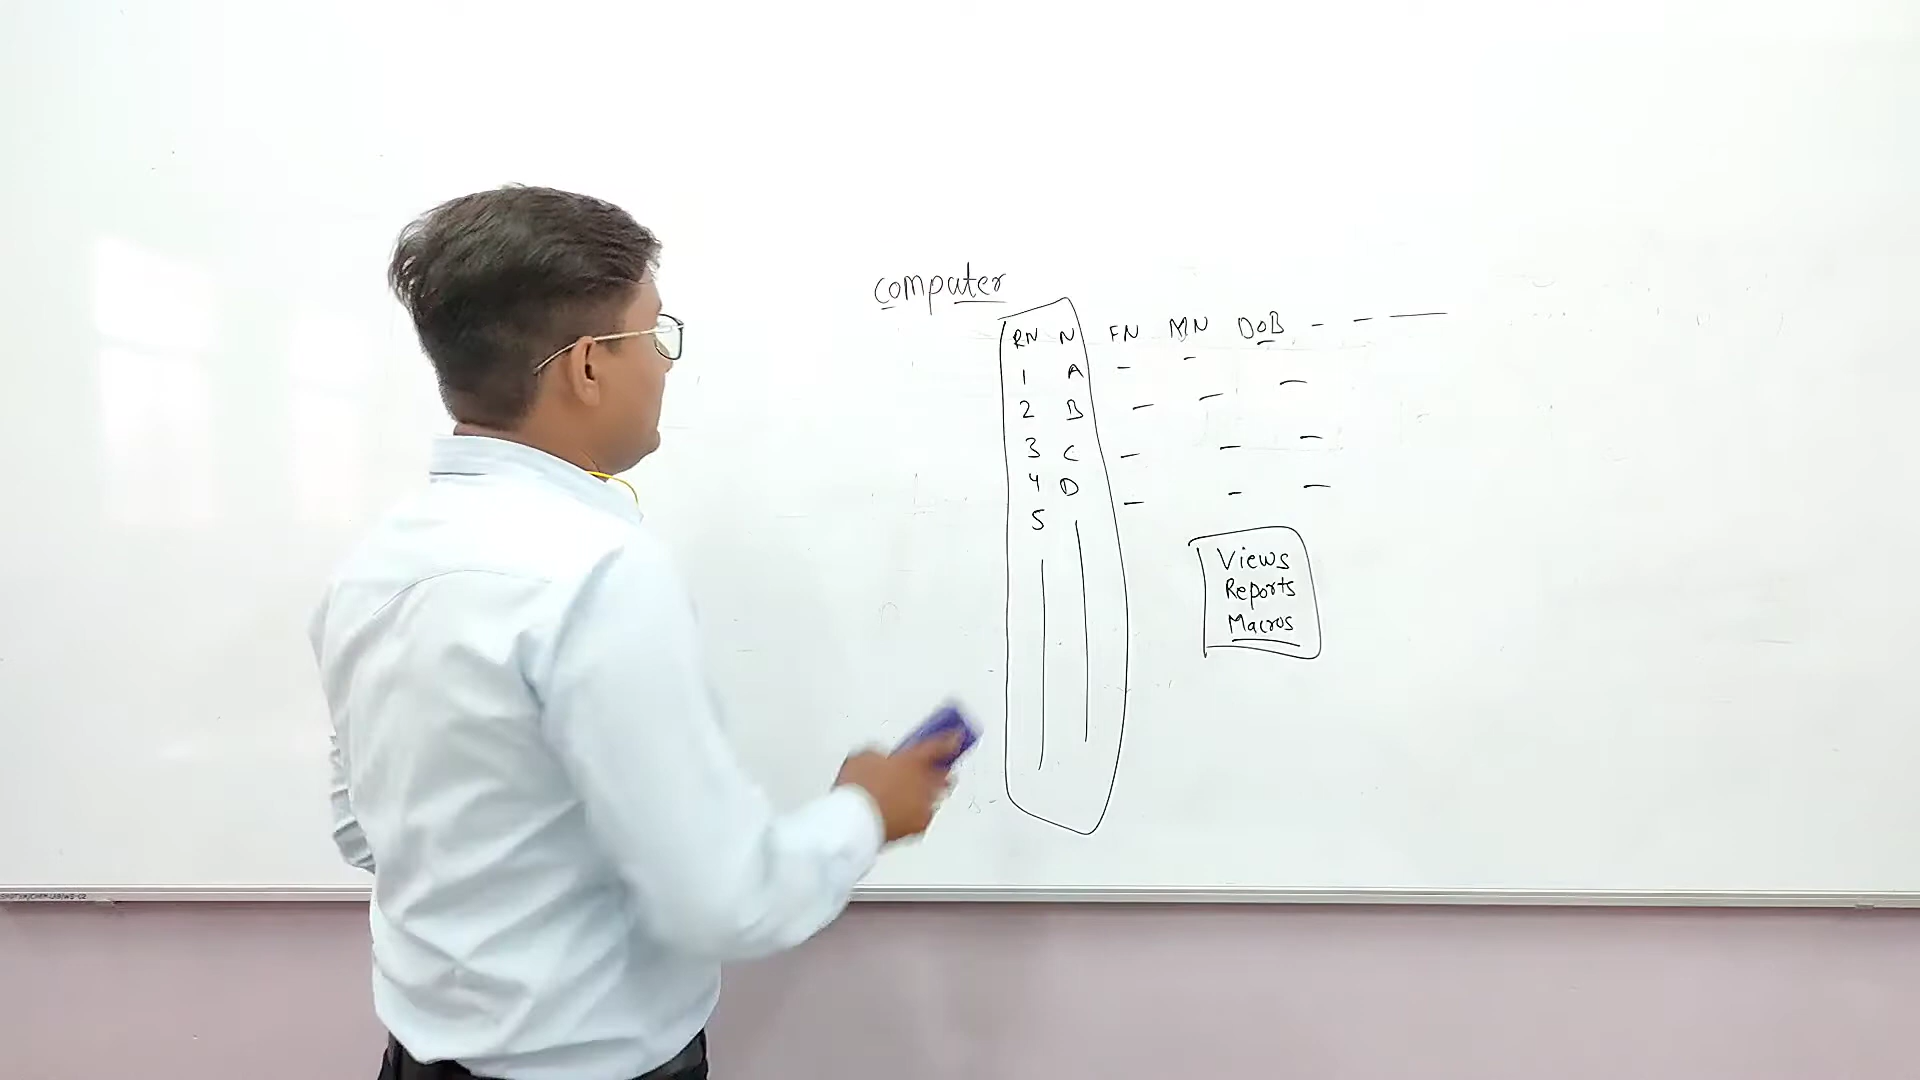 computer
RN N FN MN DOB - - —
1 A - -
2 B - - -
3 C - - -
4 D - - -
5
Views
Reports
Macros